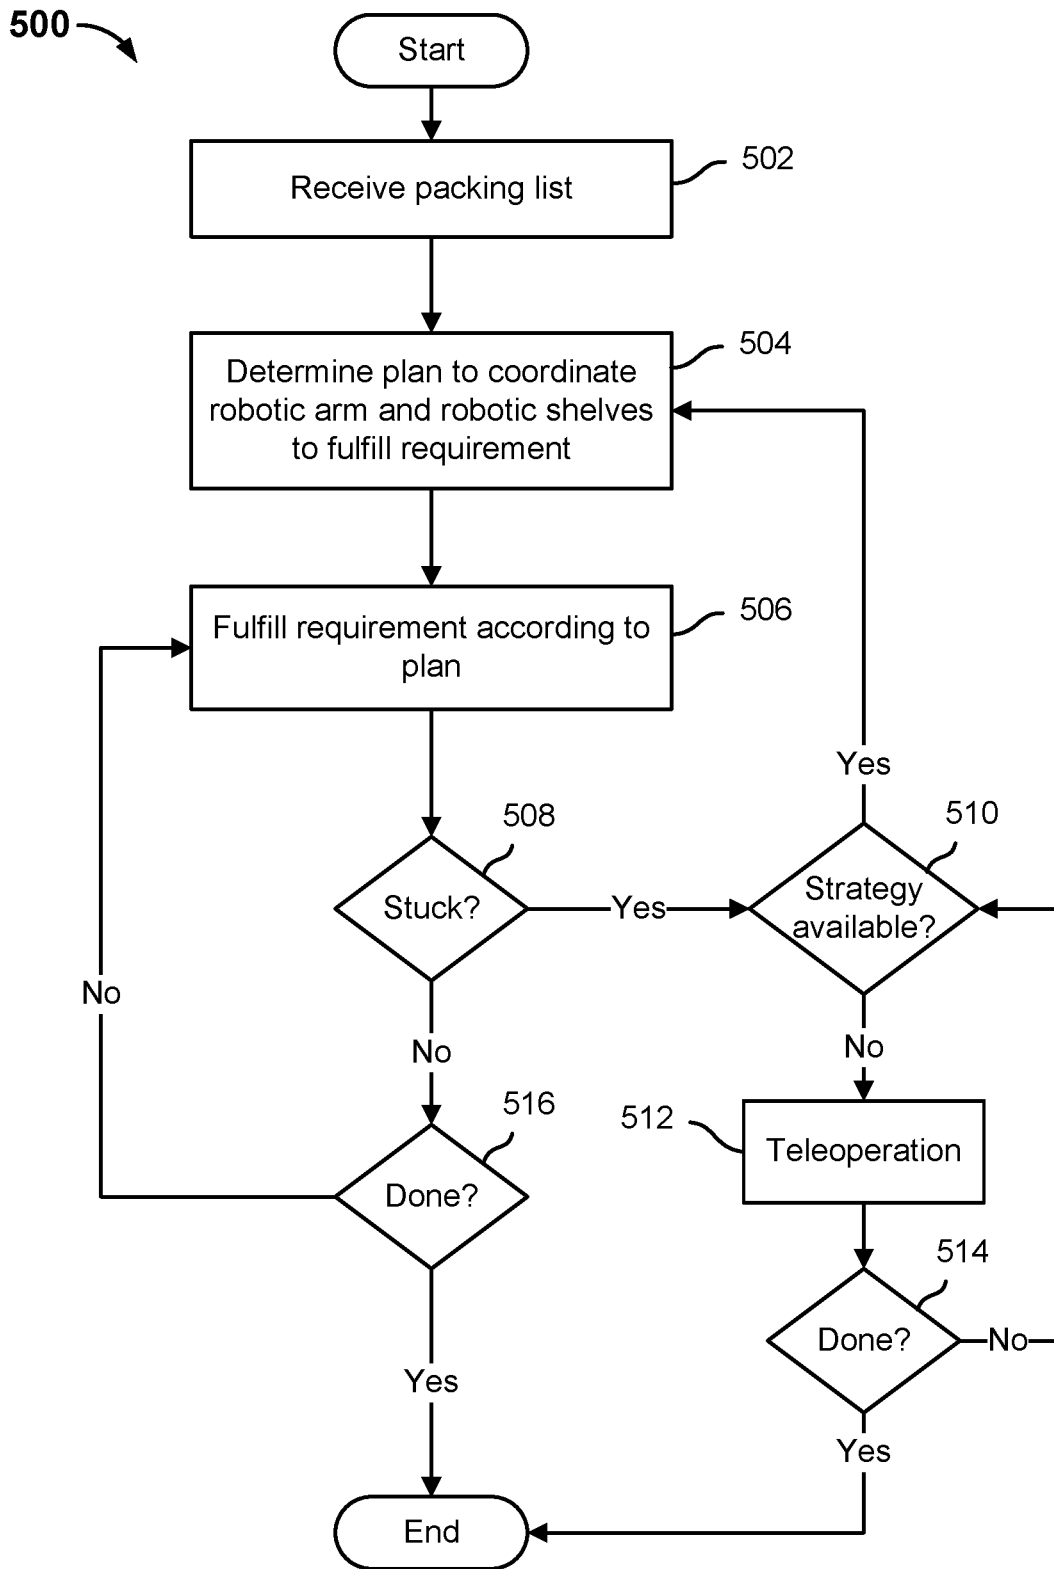 500
Start
502
Receive packing list
504
Determine plan to coordinate
robotic arm and robotic shelves
to fulfill requirement
506
Fulfill requirement according to
plan
Yes
508
510
Stuck?
Yes
Strategy
available?
No
No
No
516
512
Teleoperation
Done?
514
Done?
No
Yes
Yes
End